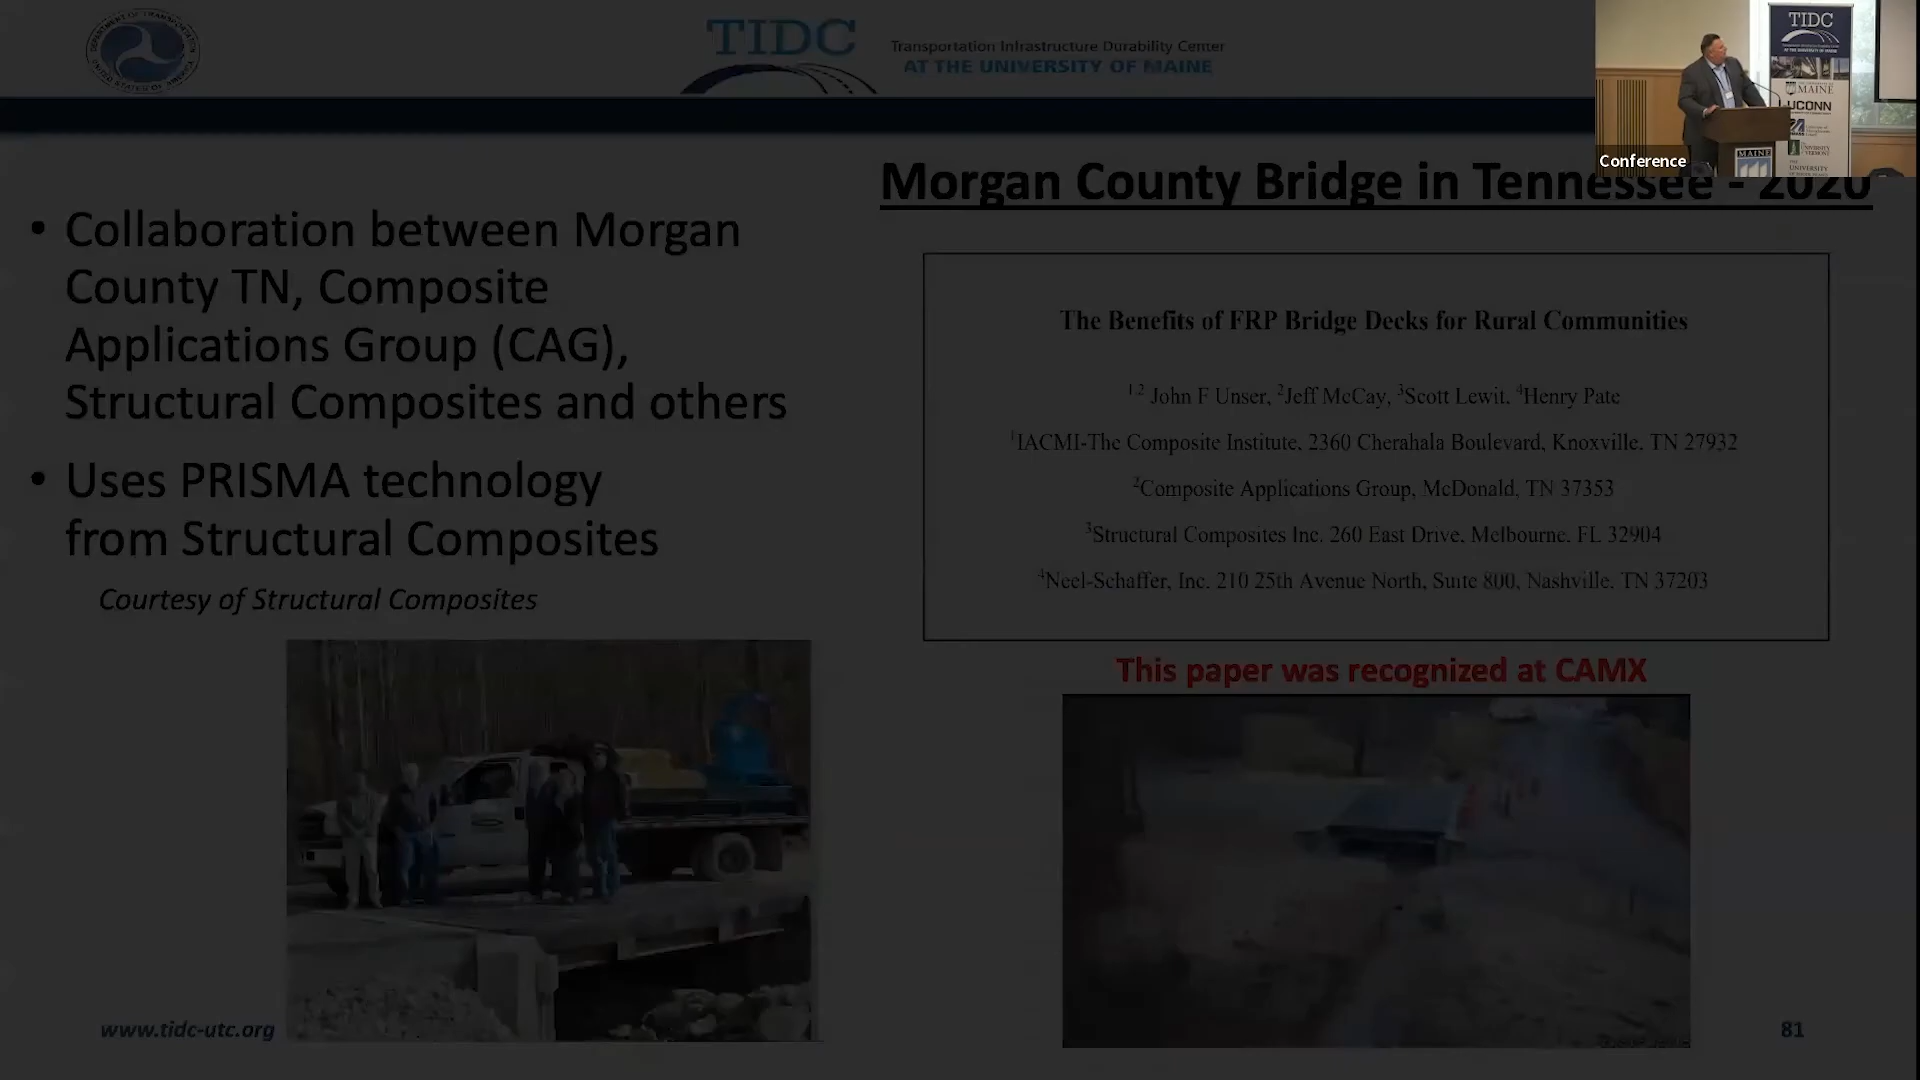 TIDC
Transportation Infrastructure Durability Center
AT THE UNIVERSITY OF MAINE
TIDC
MAINE
UCONN
MAINE
Conference
Morgan County Bridge in Tennessee - 2020
• Collaboration between Morgan
County TN, Composite
Applications Group (CAG),
Structural Composites and others
• Uses PRISMA technology
from Structural Composites
Courtesy of Structural Composites
The Benefits of FRP Bridge Decks for Rural Communities
1,2 John F Unser, 2Jeff McCay, 3Scott Lewit, 4Henry Pate
1IACMI-The Composite Institute, 2360 Cherahala Boulevard, Knoxville, TN 27932
2Composite Applications Group, McDonald, TN 37353
3Structural Composites Inc. 260 East Drive, Melbourne, FL 32904
4Neel-Schaffer, Inc. 210 25th Avenue North, Suite 800, Nashville, TN 37203
This paper was recognized at CAMX
www.tidc-utc.org
81